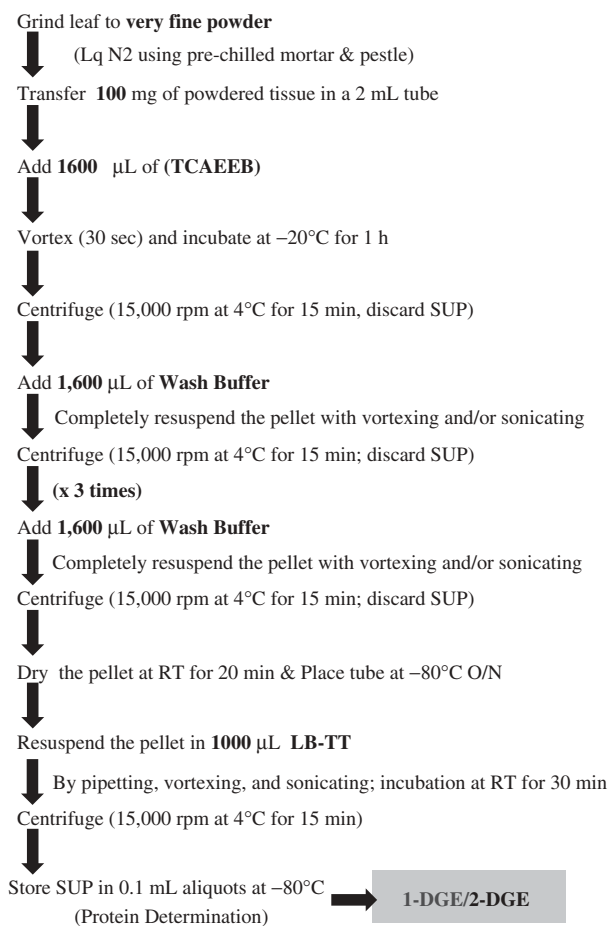 Grind leaf to very fine powder
(Lq N2 using pre-chilled mortar & pestle)
Transfer 100 mg of powdered tissue in a 2 mL tube
Add 1600 μL of (TCAEEB)
Vortex (30 sec) and incubate at −20°C for 1 h
Centrifuge (15,000 rpm at 4°C for 15 min, discard SUP)
Add 1,600 μL of Wash Buffer
Completely resuspend the pellet with vortexing and/or sonicating
Centrifuge (15,000 rpm at 4°C for 15 min; discard SUP)
(x 3 times)
Add 1,600 μL of Wash Buffer
Completely resuspend the pellet with vortexing and/or sonicating
Centrifuge (15,000 rpm at 4°C for 15 min; discard SUP)
Dry the pellet at RT for 20 min & Place tube at −80°C O/N
Resuspend the pellet in 1000 μL LB-TT
By pipetting, vortexing, and sonicating; incubation at RT for 30 min
Centrifuge (15,000 rpm at 4°C for 15 min)
Store SUP in 0.1 mL aliquots at −80°C
(Protein Determination)
1-DGE/2-DGE